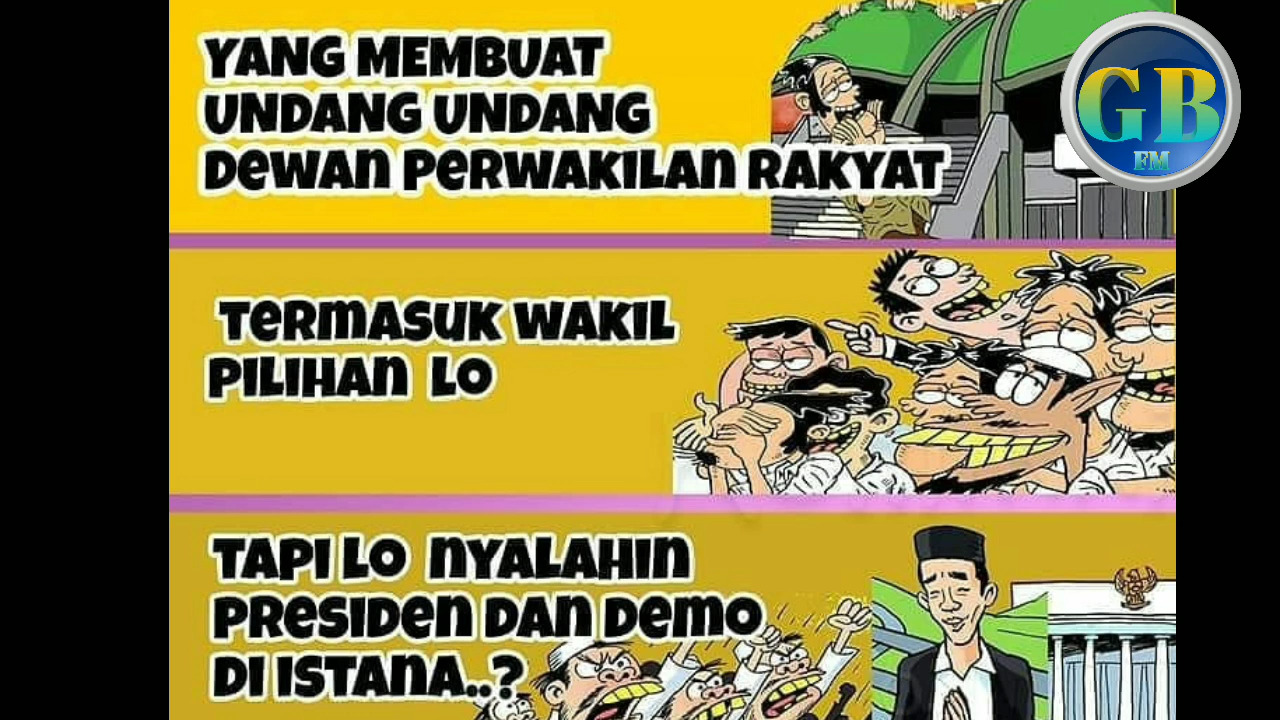 YANG MEMBUAT
UNDANG UNDANG
DEWAN PERWAKILAN RAKYAT
GB
FM
TERMASUK WAKIL
PILIHAN LO
TAPI LO NYALAHIN
PRESIDEN DAN DEMO
DI ISTANA..?